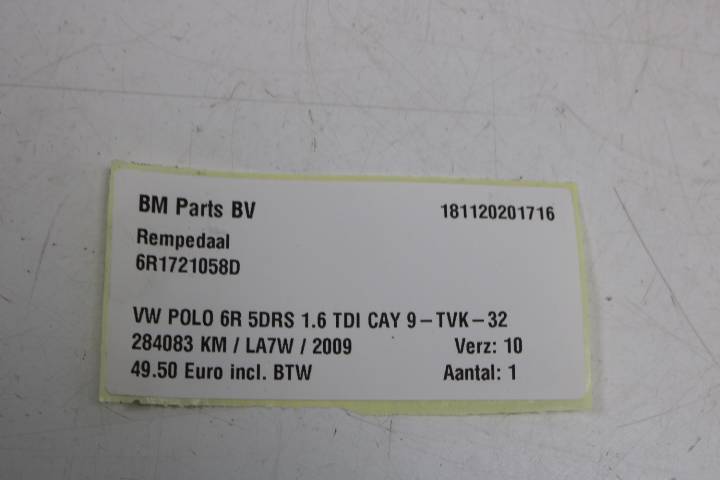 BM Parts BV 181120201716
Rempedaal
6R1721058D
VW POLO 6R 5DRS 1.6 TDI CAY 9-TVK-32
284083 KM / LA7W / 2009 Verz: 10
49.50 Euro incl. BTW Aantal: 1